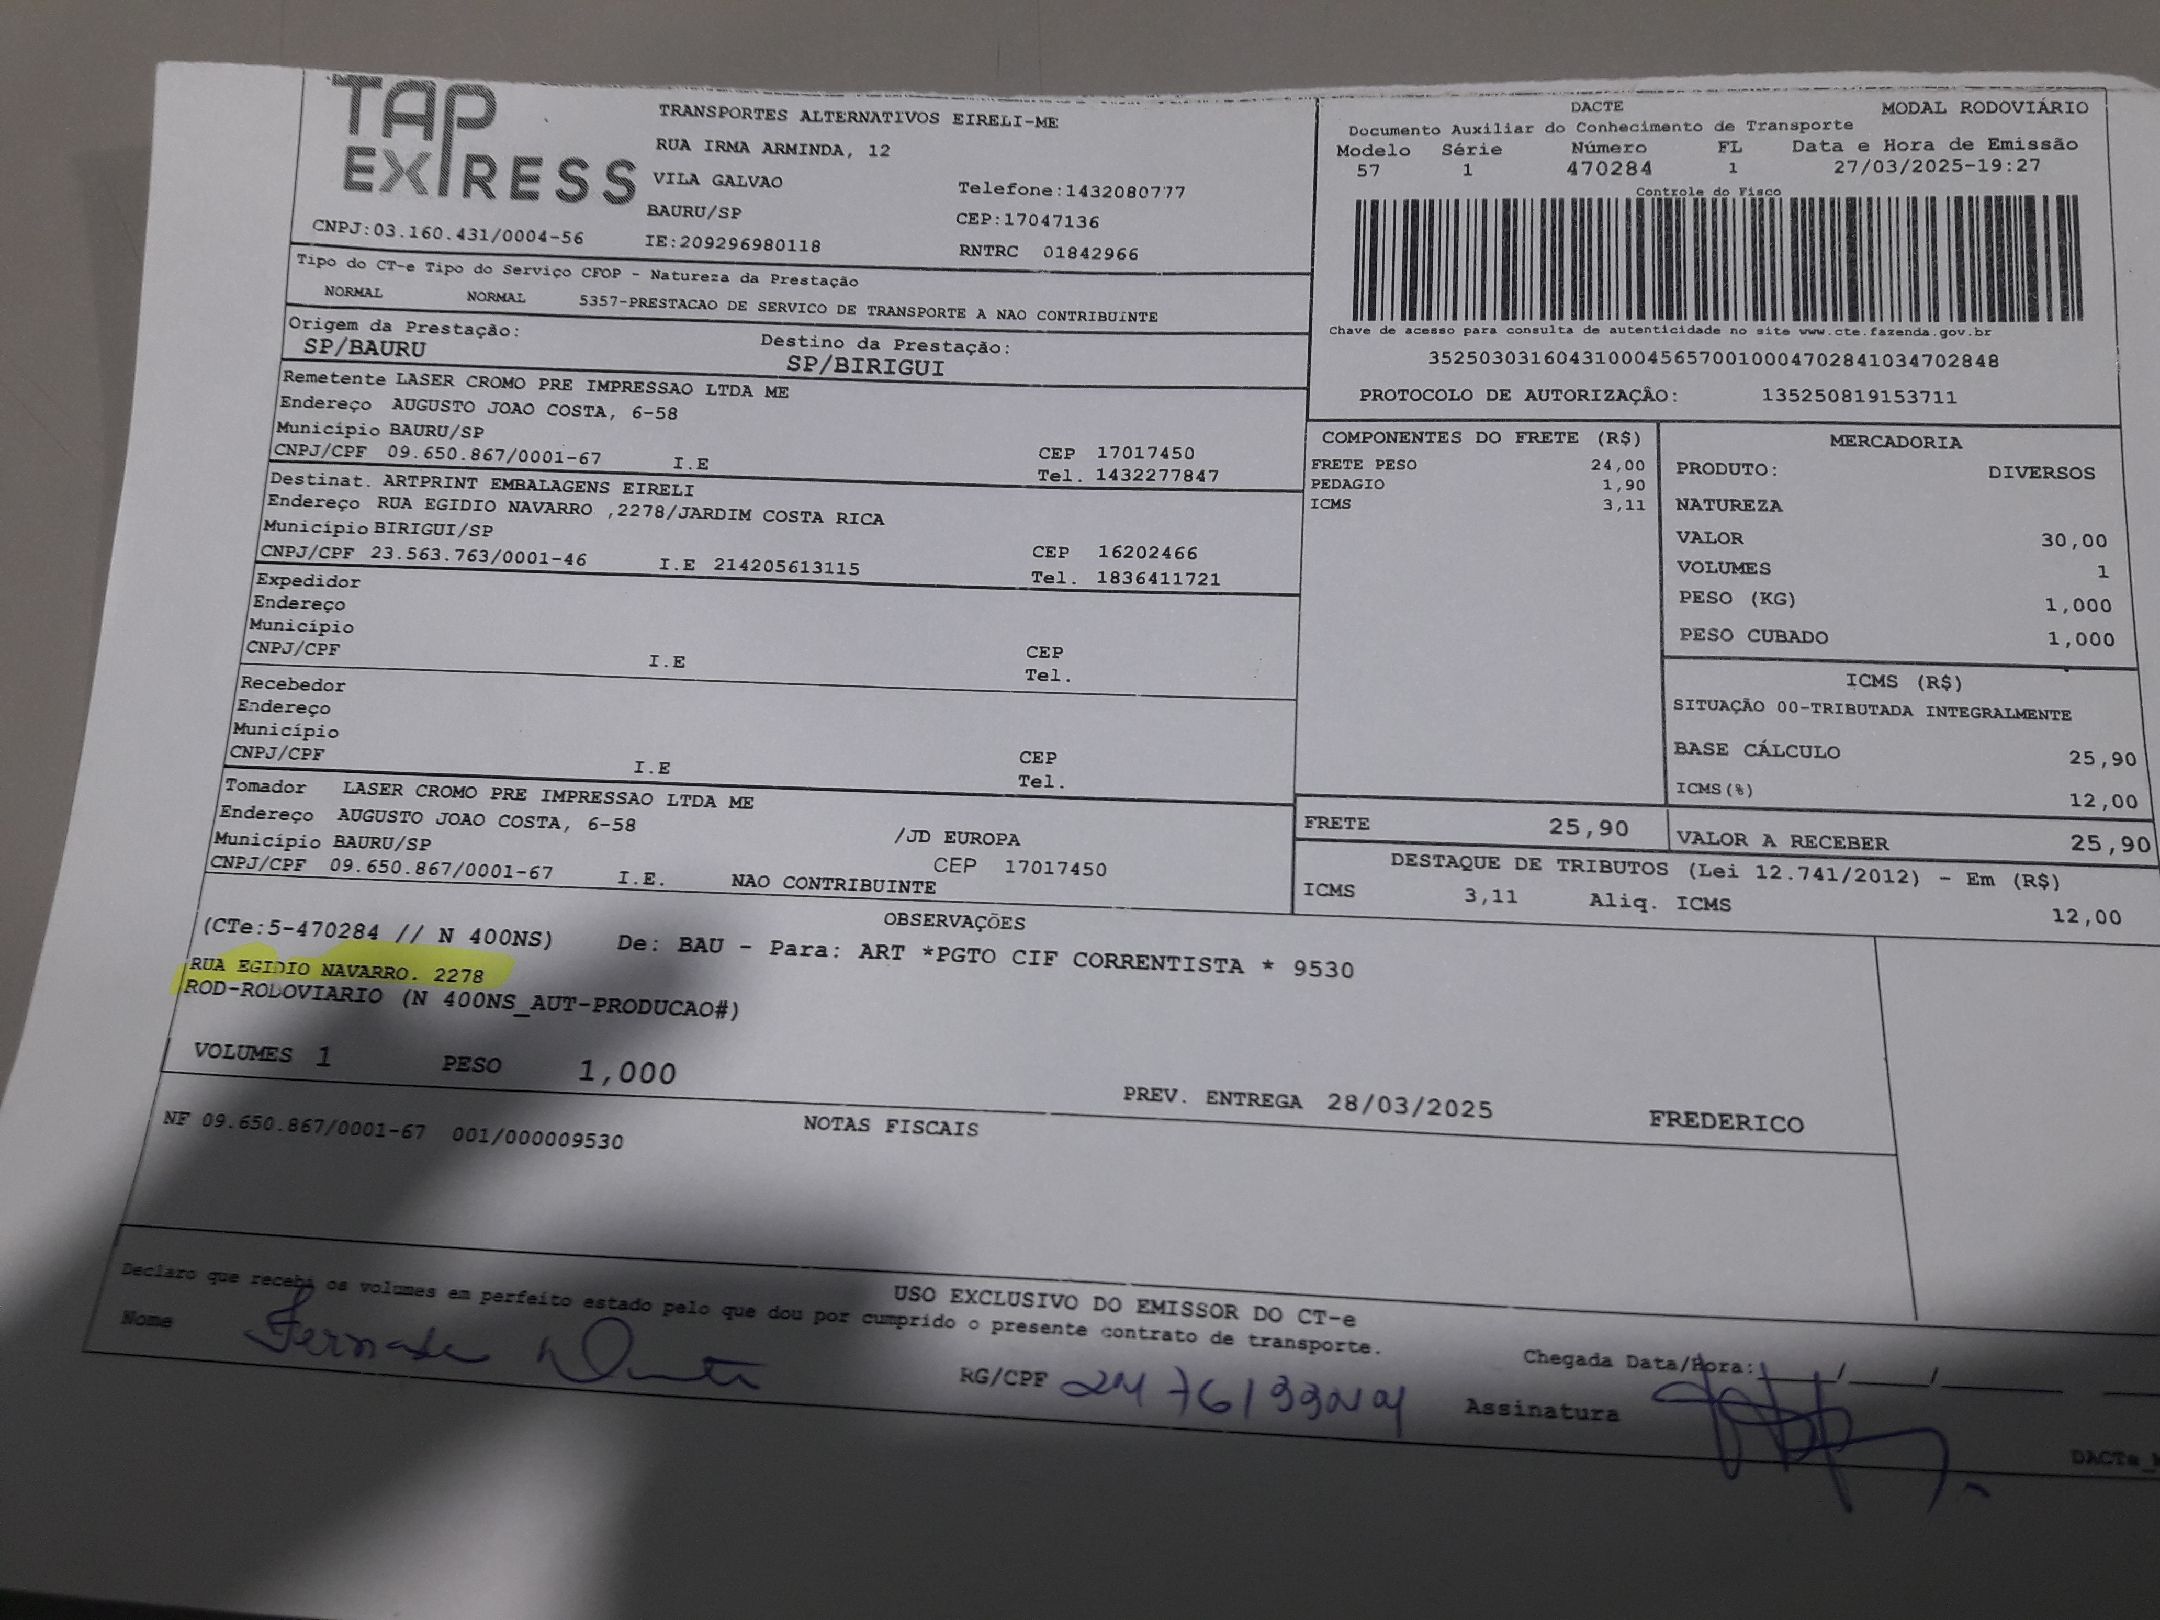 TAP EXPRESS
TRANSPORTES ALTERNATIVOS EIRELI-ME
RUA IRMA ARMINDA, 12
VILA GALVAO
Telefone:1432080777
BAURU/SP
CEP:17047136
CNPJ:03.160.431/0004-56
IE:209296980118
RNTRC 01842966
DACTE
MODAL RODOVIÁRIO
Documento Auxiliar do Conhecimento de Transporte
Modelo Série Número FL Data e Hora de Emissão
57 1 470284 1 27/03/2025-19:27
Controle do Fisco
Chave de acesso para consulta de autenticidade no site www.cte.fazenda.gov.br
35250303160431000456570010004702841034702848
PROTOCOLO DE AUTORIZAÇÂO: 135250819153711
Tipo do CT-e Tipo do Serviço CFOP - Natureza da Prestação
NORMAL NORMAL 5357-PRESTACAO DE SERVICO DE TRANSPORTE A NAO CONTRIBUINTE
Origem da Prestação: Destino da Prestação:
SP/BAURU SP/BIRIGUI
Remetente LASER CROMO PRE IMPRESSAO LTDA ME
Endereço AUGUSTO JOAO COSTA, 6-58
Município BAURU/SP CEP 17017450
CNPJ/CPF 09.650.867/0001-67 I.E Tel. 1432277847
Destinat. ARTPRINT EMBALAGENS EIRELI
Endereço RUA EGIDIO NAVARRO ,2278/JARDIM COSTA RICA
Município BIRIGUI/SP CEP 16202466
CNPJ/CPF 23.563.763/0001-46 I.E 214205613115 Tel. 1836411721
Expedidor
Endereço
Município CEP
CNPJ/CPF I.E Tel.
Recebedor
Endereço
Município CEP
CNPJ/CPF I.E Tel.
Tomador LASER CROMO PRE IMPRESSAO LTDA ME
Endereço AUGUSTO JOAO COSTA, 6-58 /JD EUROPA
Município BAURU/SP CEP 17017450
CNPJ/CPF 09.650.867/0001-67 I.E. NAO CONTRIBUINTE
COMPONENTES DO FRETE (R$)
FRETE PESO 24,00
PEDAGIO 1,90
ICMS 3,11
MERCADORIA
PRODUTO: DIVERSOS
NATUREZA
VALOR 30,00
VOLUMES 1
PESO (KG) 1,000
PESO CUBADO 1,000
ICMS (R$)
SITUAÇÃO 00-TRIBUTADA INTEGRALMENTE
BASE CÁLCULO 25,90
ICMS(%) 12,00
FRETE 25,90
VALOR A RECEBER 25,90
DESTAQUE DE TRIBUTOS (Lei 12.741/2012) - Em (R$)
ICMS 3,11 Aliq. ICMS 12,00
OBSERVAÇÕES
(CTe:5-470284 // N 400NS) De: BAU - Para: ART *PGTO CIF CORRENTISTA * 9530
RUA EGIDIO NAVARRO. 2278
ROD-RODOVIARIO (N 400NS_AUT-PRODUCAO#)
VOLUMES 1 PESO 1,000 PREV. ENTREGA 28/03/2025 FREDERICO
NOTAS FISCAIS
NF 09.650.867/0001-67 001/000009530
USO EXCLUSIVO DO EMISSOR DO CT-e
Declaro que recebi os volumes em perfeito estado pelo que dou por cumprido o presente contrato de transporte.
Nome
RG/CPF
Chegada Data/Hora: / /
Assinatura